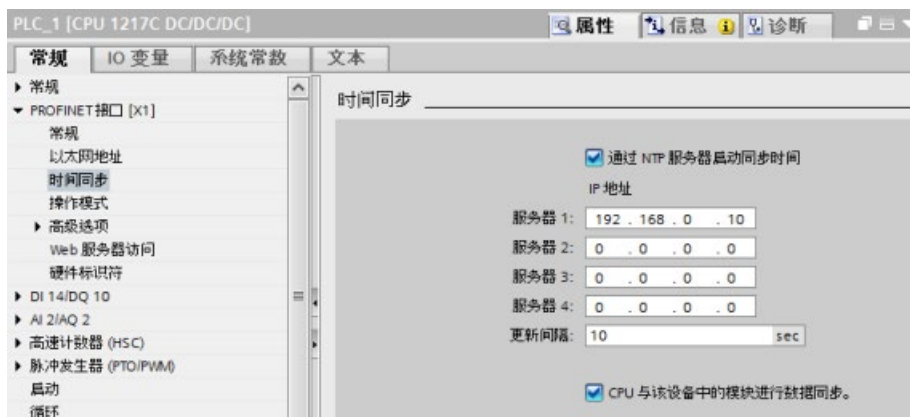 PLC_1 [CPU 1217C DC/DC/DC]
属性 信息 诊断
常规 IO 变量 系统常数 文本
常规
PROFINET接口 [X1]
常规
以太网地址
时间同步
操作模式
高级选项
Web 服务器访问
硬件标识符
DI 14/DQ 10
AI 2/AQ 2
高速计数器 (HSC)
脉冲发生器 (PTO/PWM)
启动
循环
时间同步
通过 NTP 服务器启动同步时间
IP 地址
服务器 1: 192 . 168 . 0 . 10
服务器 2: 0 . 0 . 0 . 0
服务器 3: 0 . 0 . 0 . 0
服务器 4: 0 . 0 . 0 . 0
更新间隔: 10 sec
CPU 与该设备中的模块进行数据同步。